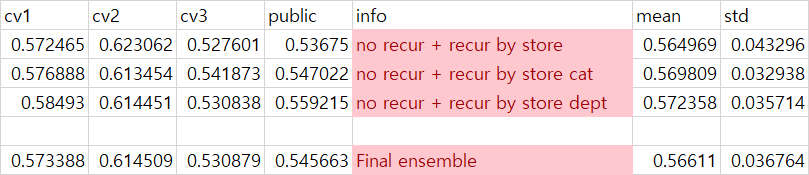 cv1 cv2 cv3 public info mean std
0.572465 0.623062 0.527601 0.53675 no recur + recur by store 0.564969 0.043296
0.576888 0.613454 0.541873 0.547022 no recur + recur by store cat 0.569809 0.032938
0.58493 0.614451 0.530838 0.559215 no recur + recur by store dept 0.572358 0.035714
0.573388 0.614509 0.530879 0.545663 Final ensemble 0.56611 0.036764